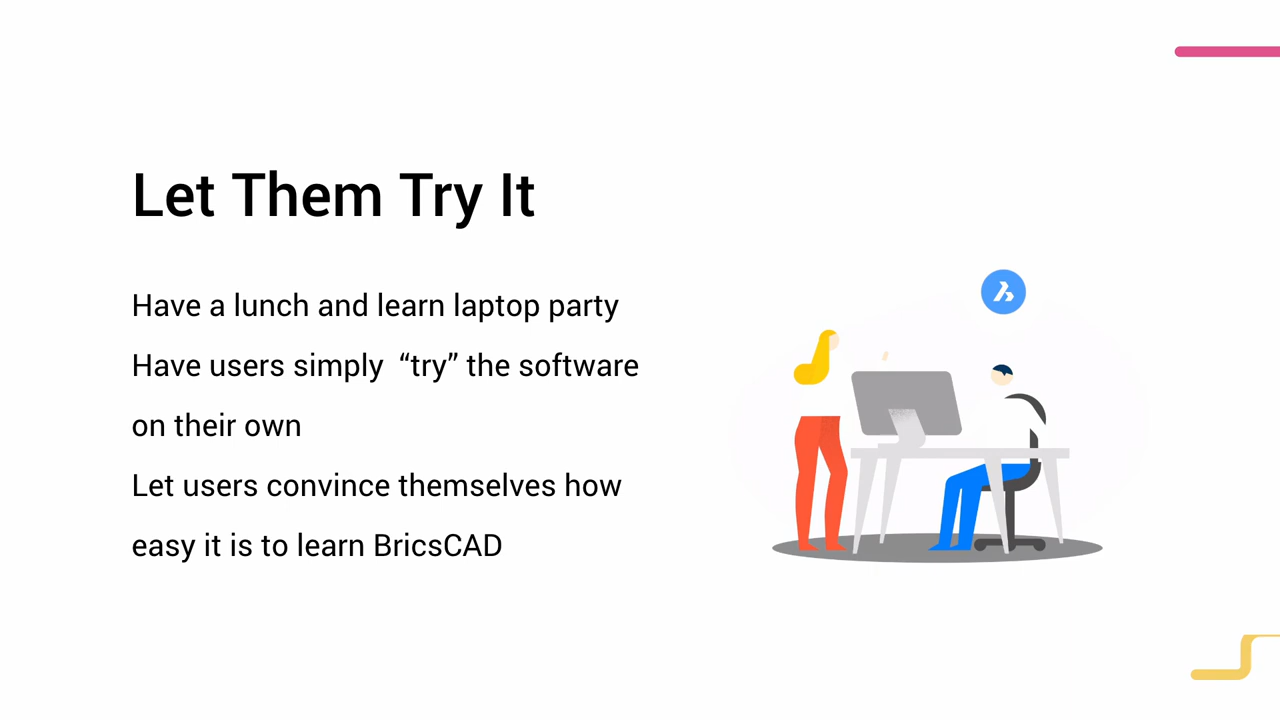 Let Them Try It
Have a lunch and learn laptop party
Have users simply  “try” the software
on their own
Let users convince themselves how
easy it is to learn BricsCAD